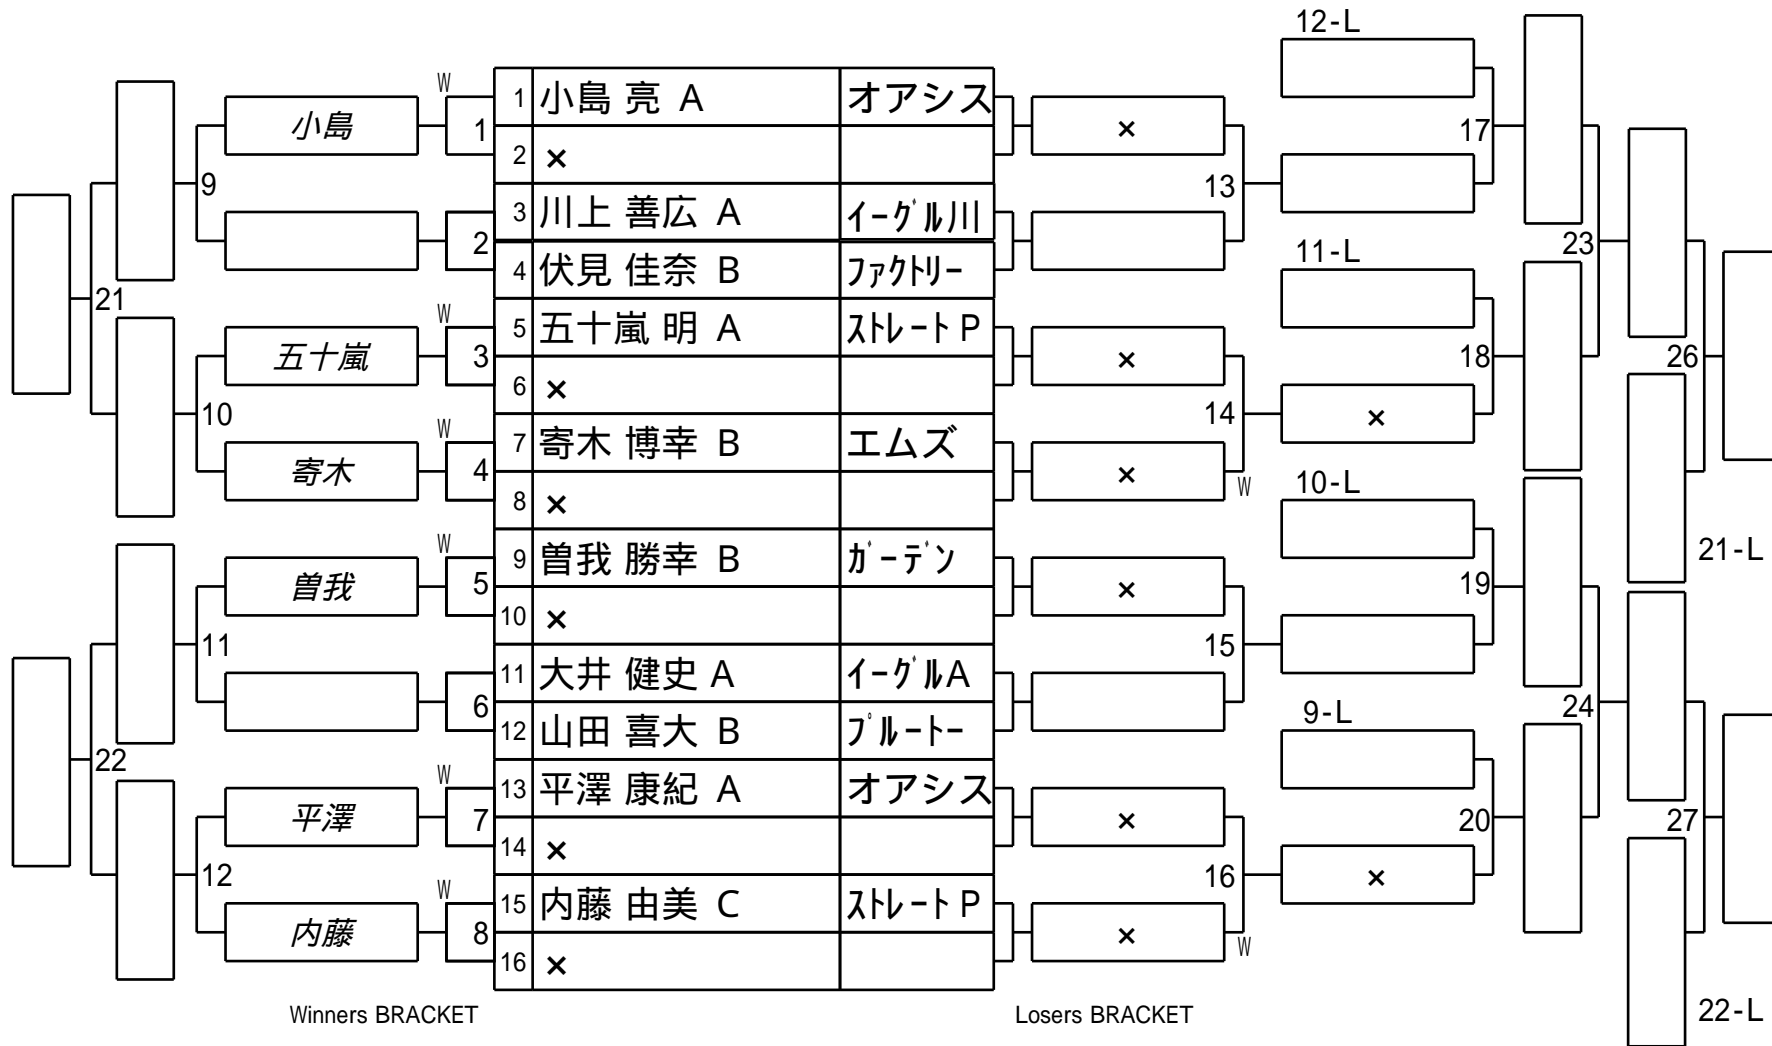 12-L
W
1 小島 亮 A オアシス
小島
1
×
17
2 ×
9
13
3 川上 善広 A イーグル川
2
23
11-L
4 伏見 佳奈 B ファクトリー
21
W
5 五十嵐 明 A ストレートP
五十嵐
3
×
18
26
6 ×
10
W
14
×
7 寄木 博幸 B エムズ
寄木
4
×
W
10-L
8 ×
W
9 曽我 勝幸 B ガーデン
21-L
曽我
5
×
19
10 ×
11
15
11 大井 健史 A イーグルA
6
24
9-L
12 山田 喜大 B プルートー
22
W
13 平澤 康紀 A オアシス
平澤
7
×
20
27
14 ×
12
W
16
×
15 内藤 由美 C ストレートP
内藤
8
×
W
16 ×
22-L
Winners BRACKET
Losers BRACKET